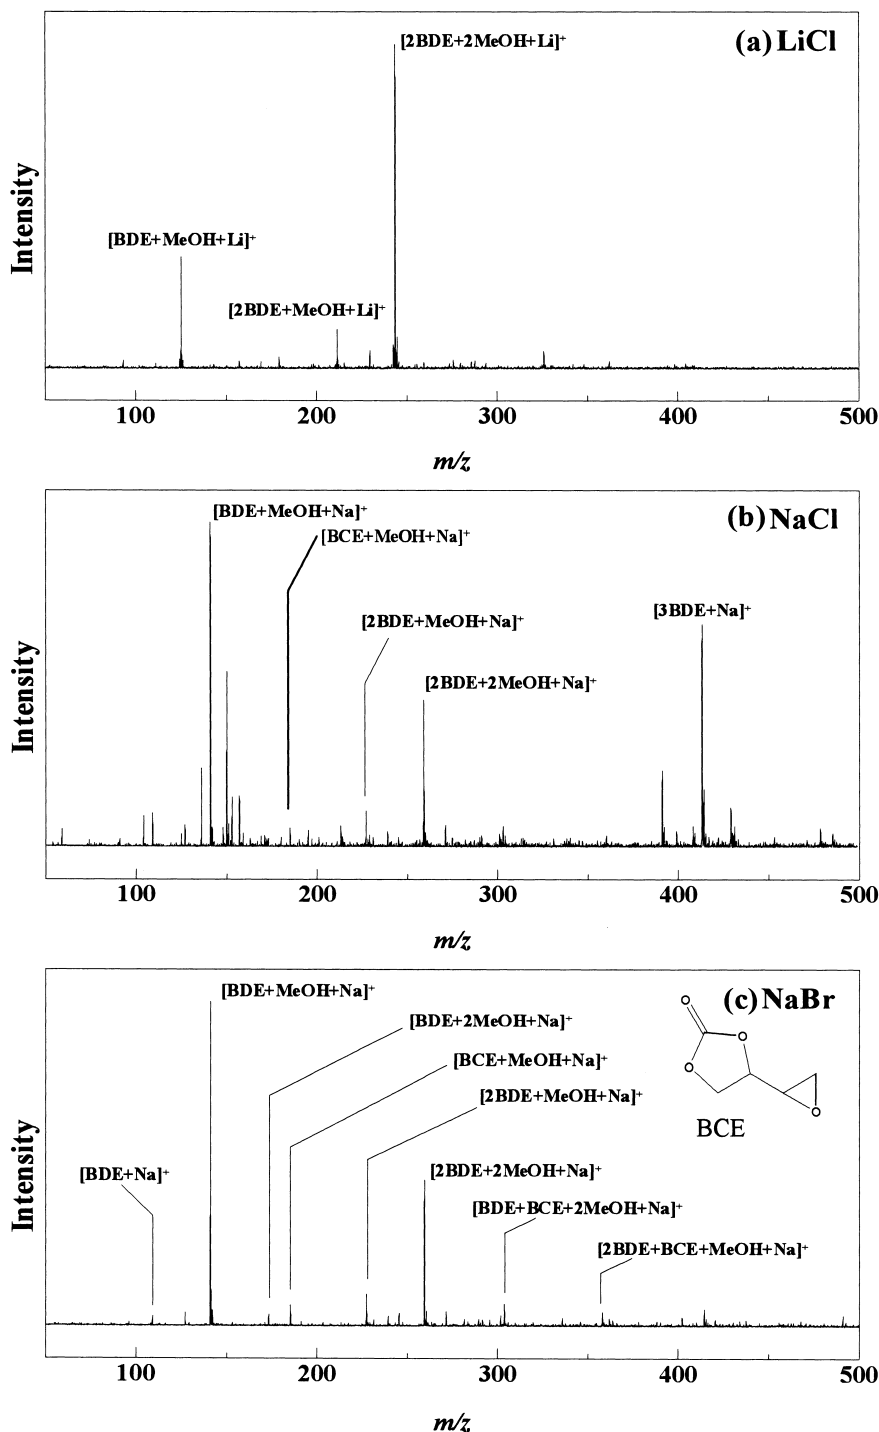 (a) LiCl
[2BDE+2MeOH+Li]+
[BDE+MeOH+Li]+
[2BDE+MeOH+Li]+
Intensity
100 200 300 400 500
m/z
(b) NaCl
[BDE+MeOH+Na]+
[BCE+MeOH+Na]+
[3BDE+Na]+
[2BDE+MeOH+Na]+
[2BDE+2MeOH+Na]+
Intensity
100 200 300 400 500
m/z
(c) NaBr
[BDE+MeOH+Na]+
[BDE+2MeOH+Na]+
[BCE+MeOH+Na]+
[2BDE+MeOH+Na]+
O
O
O
O
BCE
[BDE+Na]+
[2BDE+2MeOH+Na]+
[BDE+BCE+2MeOH+Na]+
[2BDE+BCE+MeOH+Na]+
Intensity
100 200 300 400 500
m/z